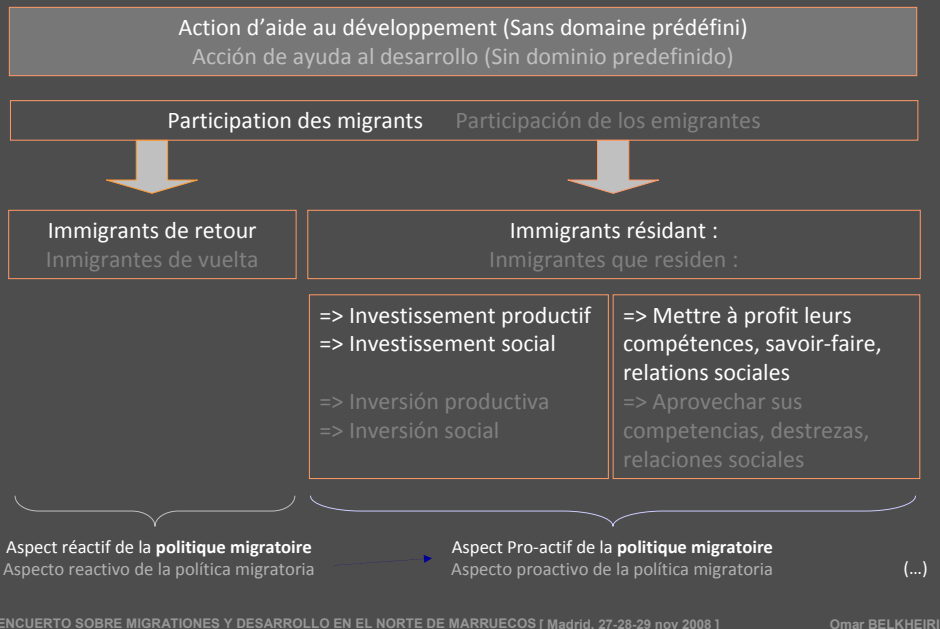 Action d'aide au développement (Sans domaine prédéfini)
Acción de ayuda al desarrollo (Sin dominio predefinido)
Participation des migrants Participación de los emigrantes
Immigrants de retour
Inmigrantes de vuelta
Immigrants résidant :
Inmigrantes que residen :
=> Investissement productif
=> Investissement social
=> Inversión productiva
=> Inversión social
=> Mettre à profit leurs
compétences, savoir-faire,
relations sociales
=> Aprovechar sus
competencias, destrezas,
relaciones sociales
Aspect réactif de la politique migratoire
Aspecto reactivo de la política migratoria
Aspect Pro-actif de la politique migratoire
Aspecto proactivo de la política migratoria
(...)
ENCUERTO SOBRE MIGRATIONES Y DESARROLLO EN EL NORTE DE MARRUECOS [ Madrid, 27-28-29 nov 2008 ] Omar BELKHEIRI